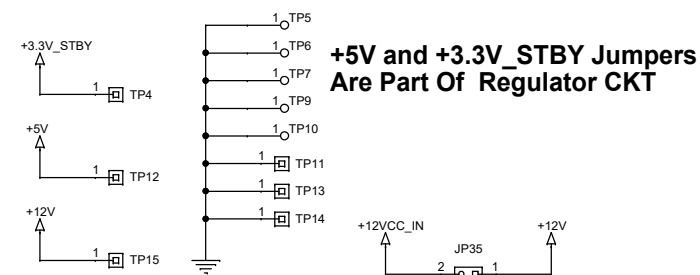 +3.3V_STBY
1 TP4
+5V
1 TP12
+12V
1 TP15
1 TP5
1 TP6
1 TP7
1 TP9
1 TP10
1 TP11
1 TP13
1 TP14
+5V and +3.3V_STBY Jumpers
Are Part Of Regulator CKT
+12VCC_IN
+12V
JP35
2 1